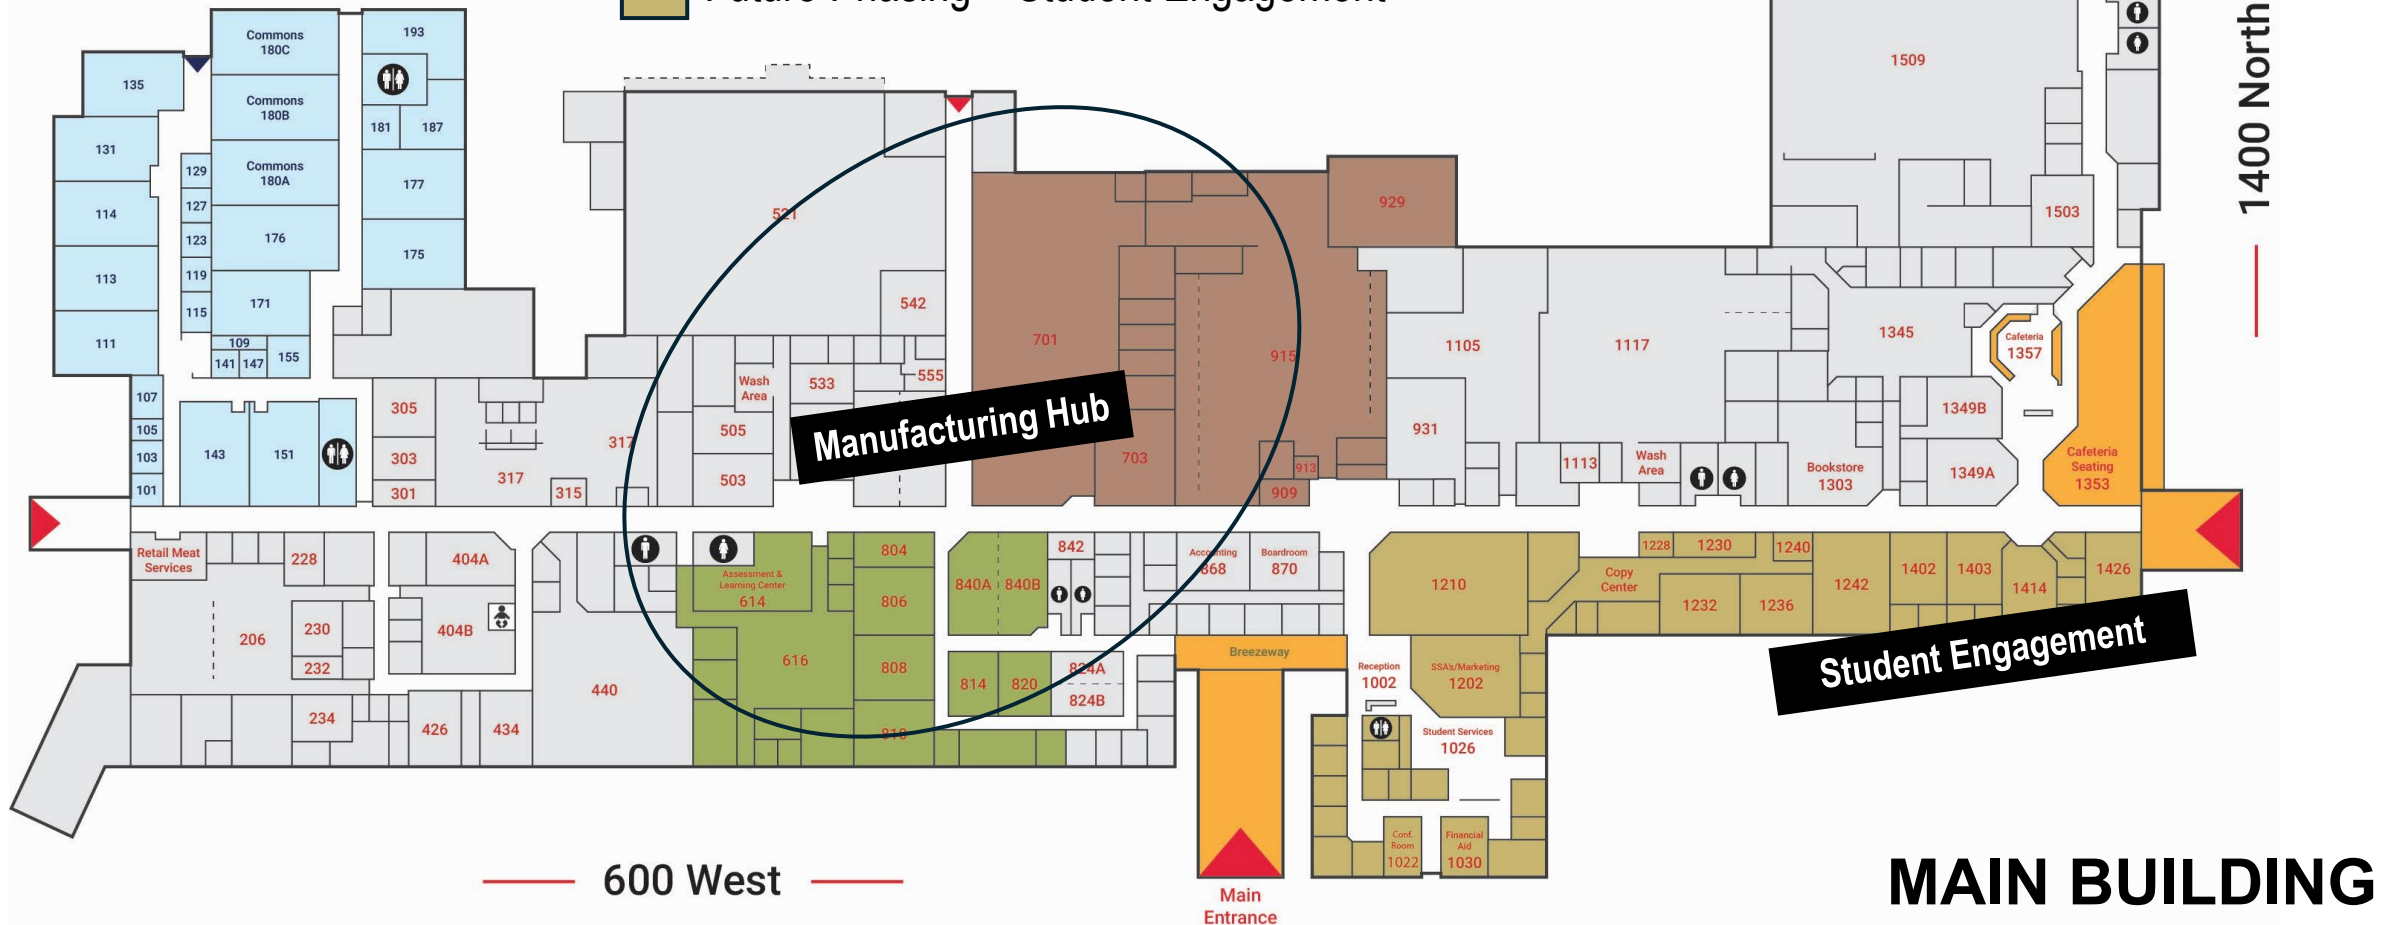 Future Phasing - Student Engagement
Commons
180C
193
135
Commons
180B
181
187
131
129
Commons
180A
177
127
114
123
176
175
119
113
171
115
111
109
141
147
155
107
105
103
101
143
151
305
303
301
317
317
315
521
542
Wash
Area
533
555
505
503
701
703
915
929
913
909
Manufacturing Hub
1105
931
1117
1113
Wash
Area
Bookstore
1303
1345
1349B
1349A
1509
1503
Cafeteria
1357
Cafeteria
Seating
1353
1400 North
Retail Meat
Services
228
404A
206
230
232
404B
234
426
434
440
Assessment &
Learning Center
614
616
804
806
808
810
840A
840B
842
814
820
824A
824B
Accounting
868
Boardroom
870
Breezeway
1210
Copy
Center
1228
1230
1240
1232
1236
1242
1402
1403
1414
1426
Student Engagement
Reception
1002
SSA's/Marketing
1202
Student Services
1026
Conf.
Room
1022
Financial
Aid
1030
600 West
Main
Entrance
MAIN BUILDING